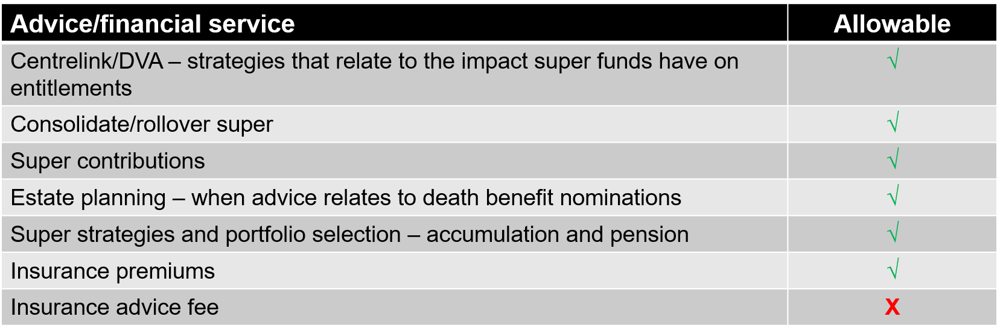 Advice/financial service Allowable
Centrelink/DVA – strategies that relate to the impact super funds have on √
entitlements
Consolidate/rollover super √
Super contributions √
Estate planning – when advice relates to death benefit nominations √
Super strategies and portfolio selection – accumulation and pension √
Insurance premiums √
Insurance advice fee X